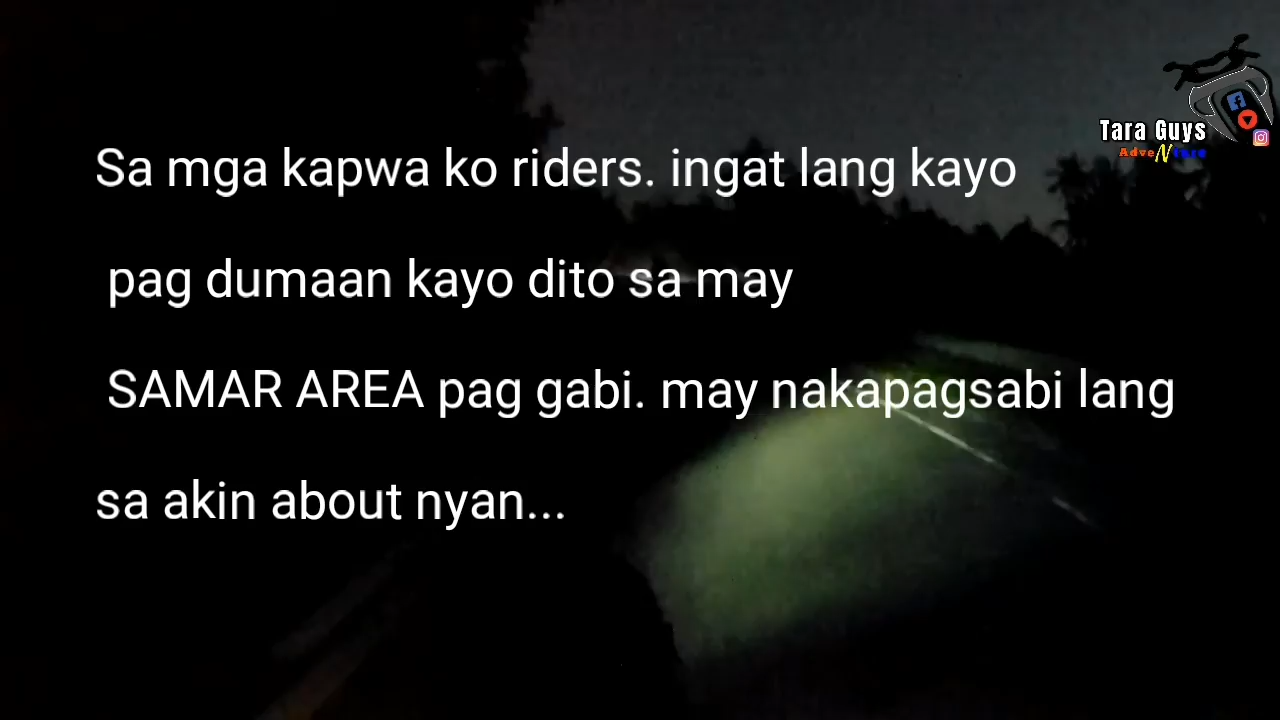 Tara Guys
AdveNTure
Sa mga kapwa ko riders. ingat lang kayo
pag dumaan kayo dito sa may
SAMAR AREA pag gabi. may nakapagsabi lang
sa akin about nyan...